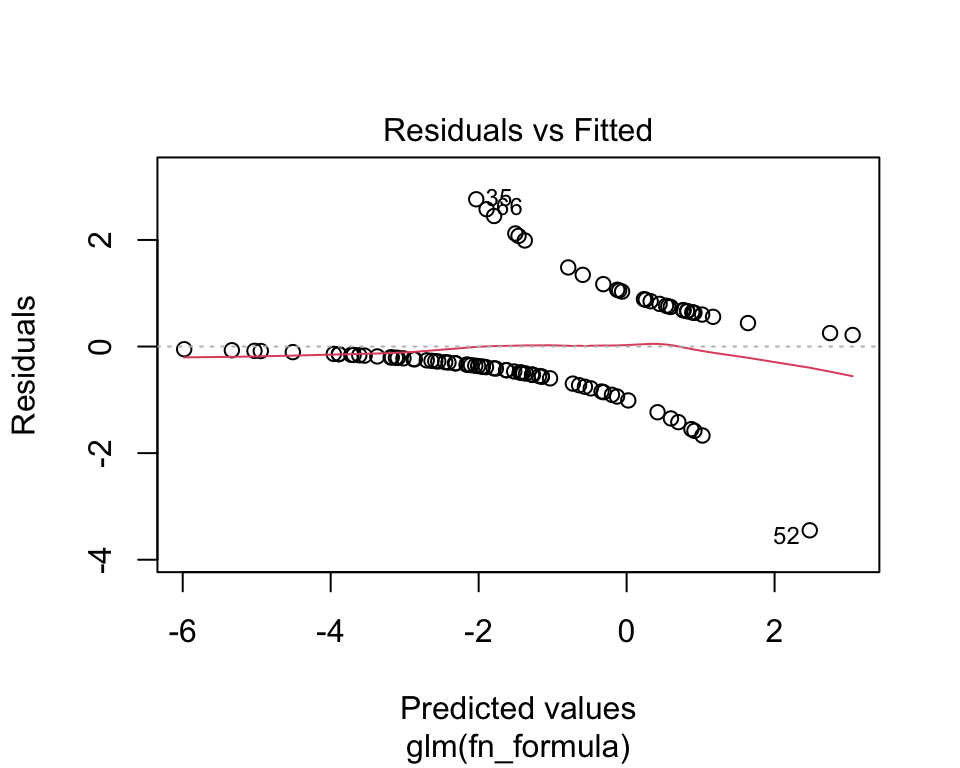 Residuals vs Fitted
Residuals
2
0
-2
-4
35
66
52
-6 -4 -2 0 2
Predicted values
glm(fn_formula)